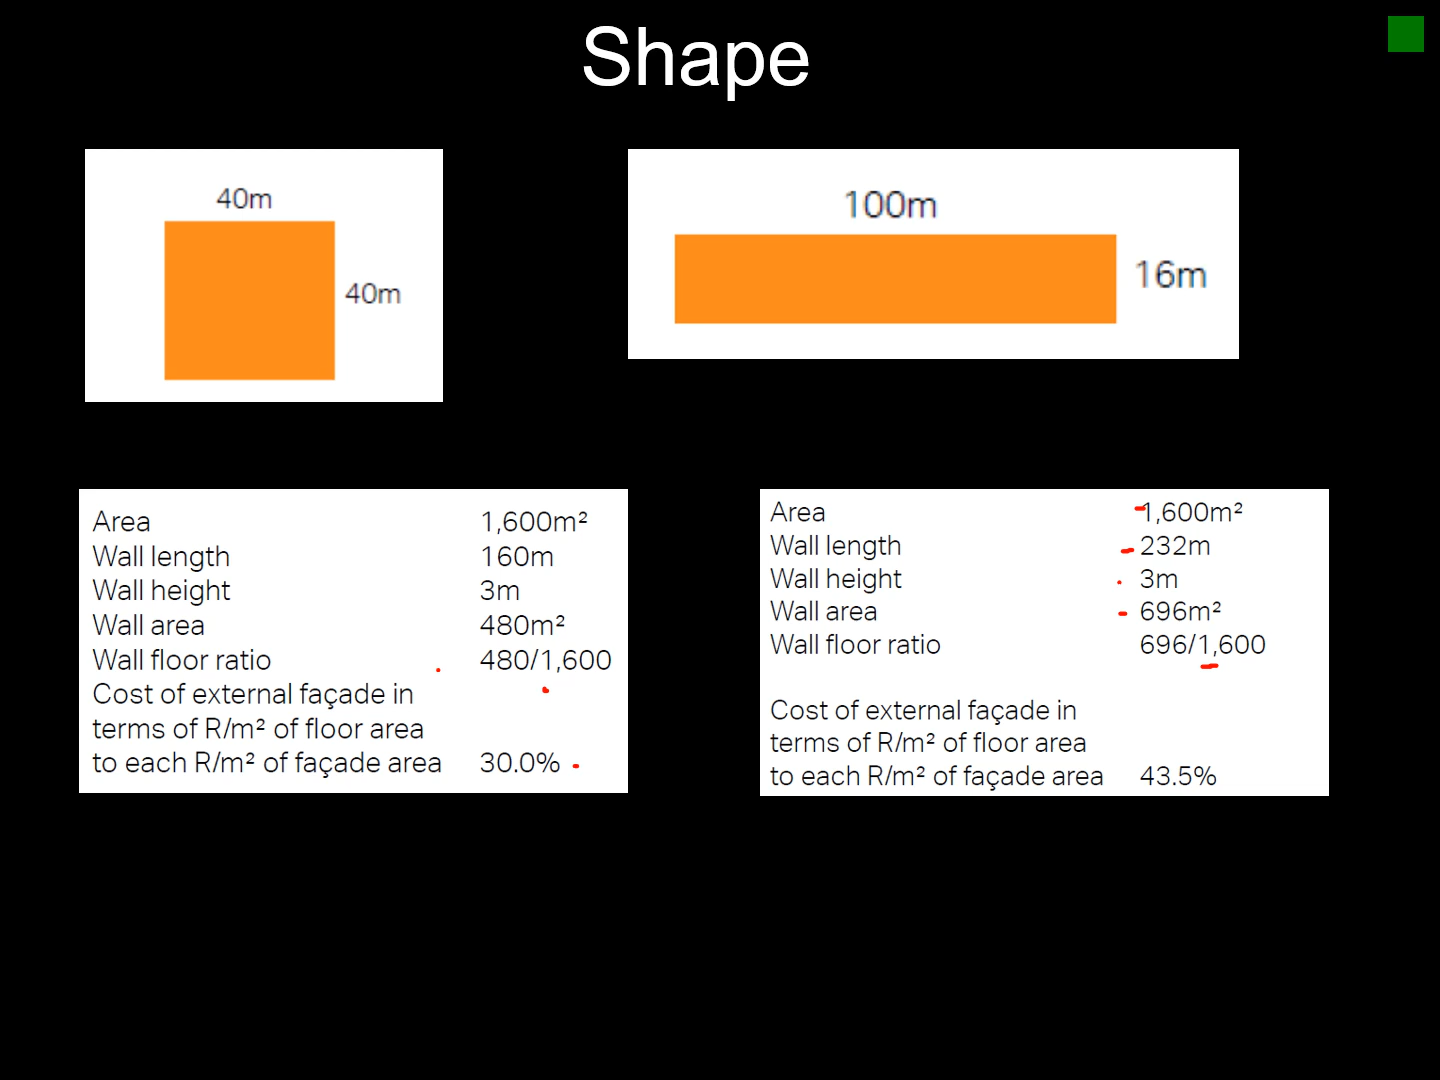 Shape
40m
40m
100m
16m
Area 1,600m²
Wall length 160m
Wall height 3m
Wall area 480m²
Wall floor ratio 480/1,600
Cost of external façade in
terms of R/m² of floor area
to each R/m² of façade area 30.0%
Area 1,600m²
Wall length 232m
Wall height 3m
Wall area 696m²
Wall floor ratio 696/1,600
Cost of external façade in
terms of R/m² of floor area
to each R/m² of façade area 43.5%